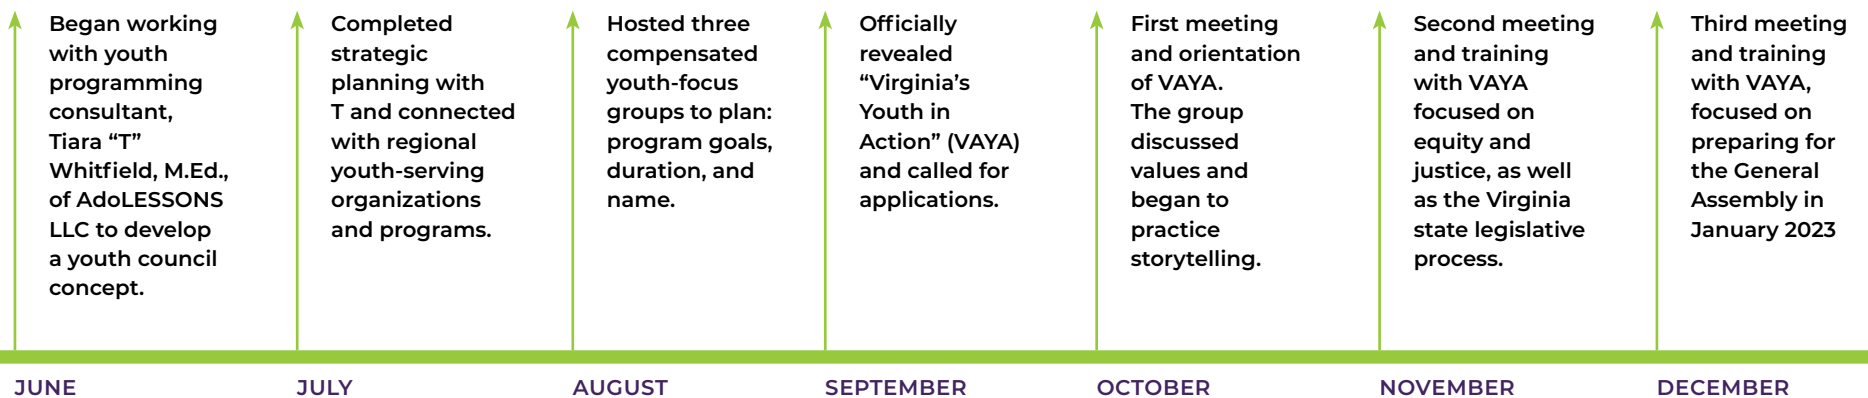 Began working
with youth
programming
consultant,
Tiara “T”
Whitfield, M.Ed.,
of AdoLESSONS
LLC to develop
a youth council
concept.
JUNE
Completed
strategic
planning with
T and connected
with regional
youth-serving
organizations
and programs.
JULY
Hosted three
compensated
youth-focus
groups to plan:
program goals,
duration, and
name.
AUGUST
Officially
revealed
“Virginia’s
Youth in
Action” (VAYA)
and called for
applications.
SEPTEMBER
First meeting
and orientation
of VAYA.
The group
discussed
values and
began to
practice
storytelling.
OCTOBER
Second meeting
and training
with VAYA
focused on
equity and
justice, as well
as the Virginia
state legislative
process.
NOVEMBER
Third meeting
and training
with VAYA,
focused on
preparing for
the General
Assembly in
January 2023
DECEMBER